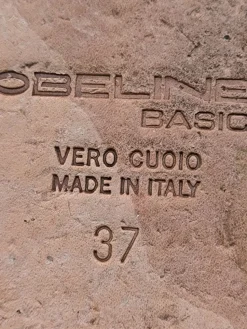 OBELINE
BASIC
VERO CUOIO
MADE IN ITALY
37